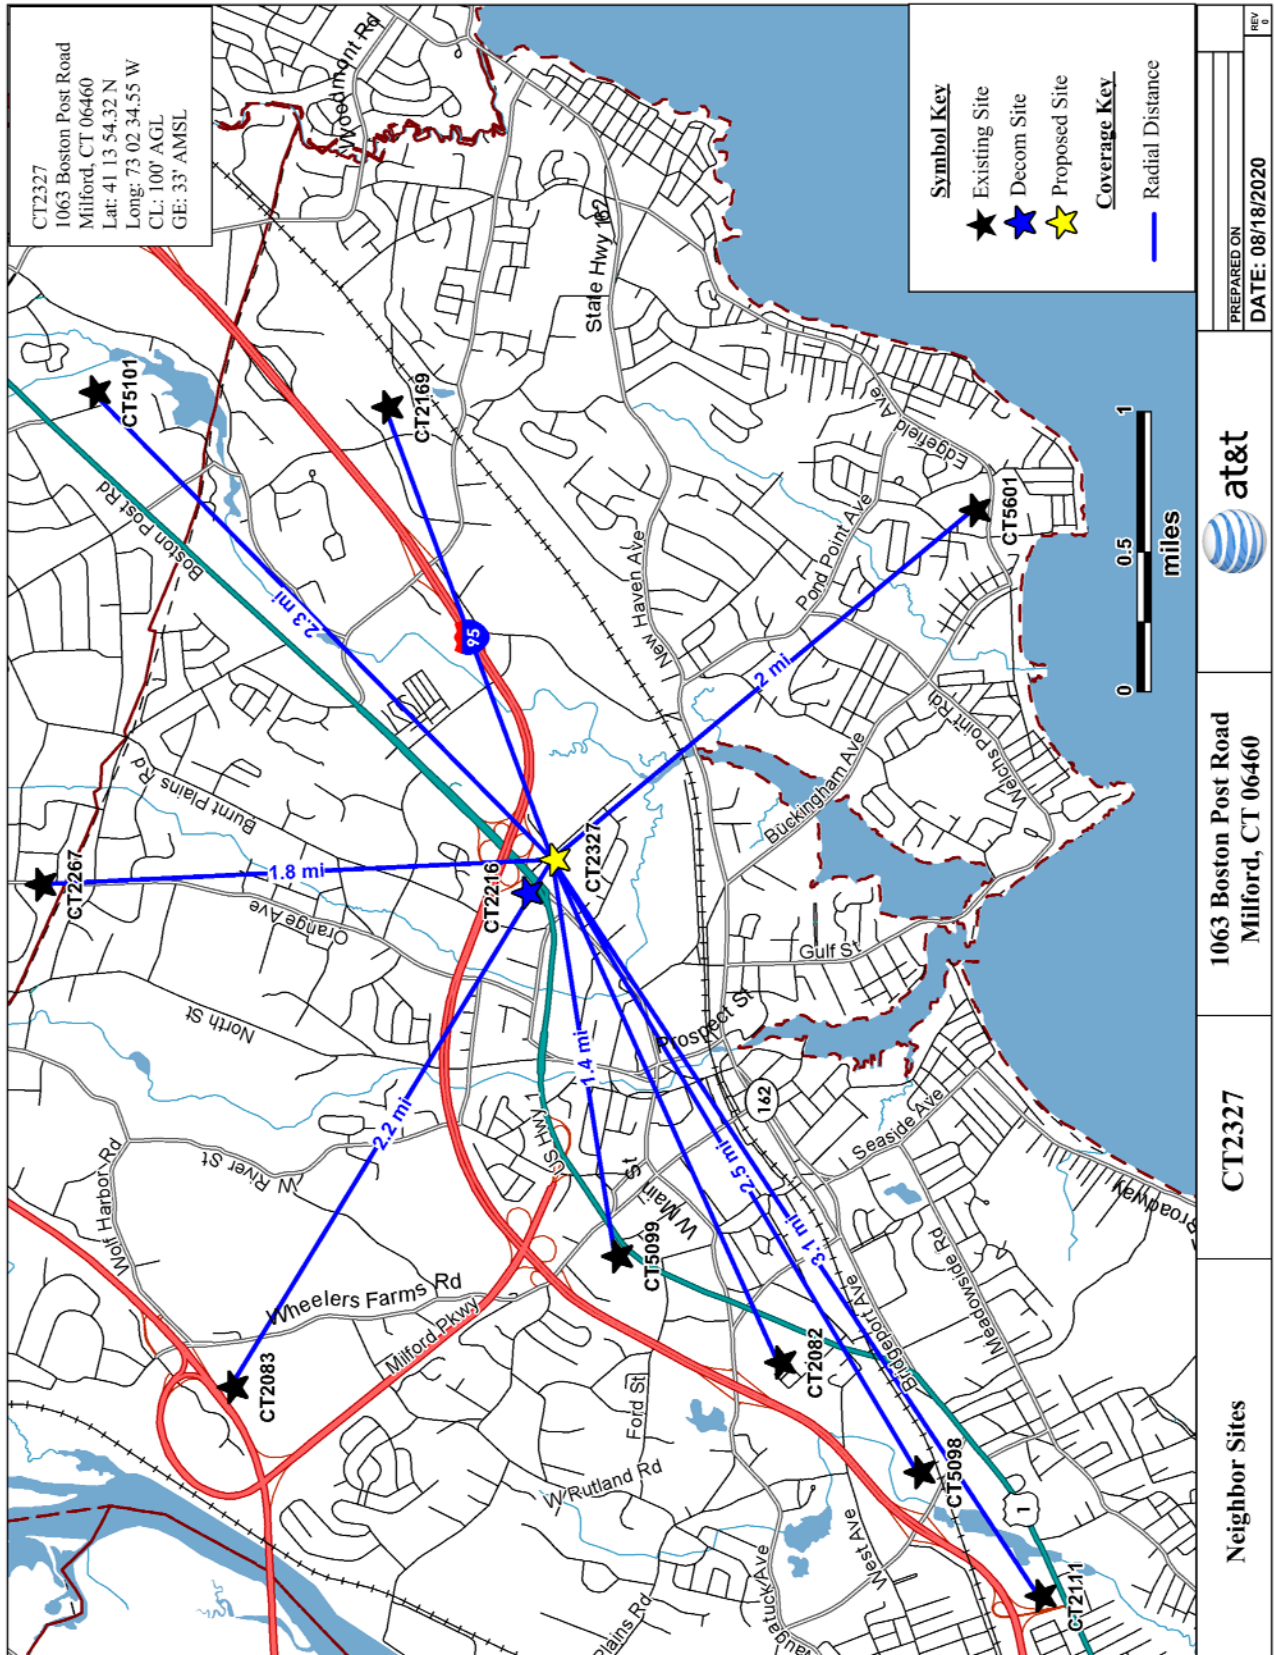 CT2327
1063 Boston Post Road
Milford, CT 06460
Lat: 41 13 54.32 N
Long: 73 02 34.55 W
CL: 100' AGL
GE: 33' AMSL
Woodmont Rd
State Hwy 162
CT5101
CT2169
Boston Post Rd
2.3 mi
95
New Haven Ave
Pond Point Ave
Edgefield Ave
CT5601
2 mi
Burnt Plains Rd
CT2267
1.8 mi
Orange Ave
North St
CT2216
CT2327
Buckingham Ave
Welchs Point Rd
Gulf St
Prospect St
162
1.4 mi
2.2 mi
Wolf Harbor Rd
W River St
US Hwy 1
W Main St
CT5099
Wheelers Farms Rd
Milford Pkwy
CT2083
2.5 mi
3.1 mi
Seaside Ave
Broadway
Meadowside Rd
Bridgeport Ave
CT2082
Ford St
W Rutland Rd
CT5098
West Ave
Naugatuck Ave
Plains Rd
1
CT2111
Symbol Key
Existing Site
Decom Site
Proposed Site
Coverage Key
Radial Distance
0 0.5 1
miles
Neighbor Sites
CT2327
1063 Boston Post Road
Milford, CT 06460
at&t
PREPARED ON
DATE: 08/18/2020
REV
0